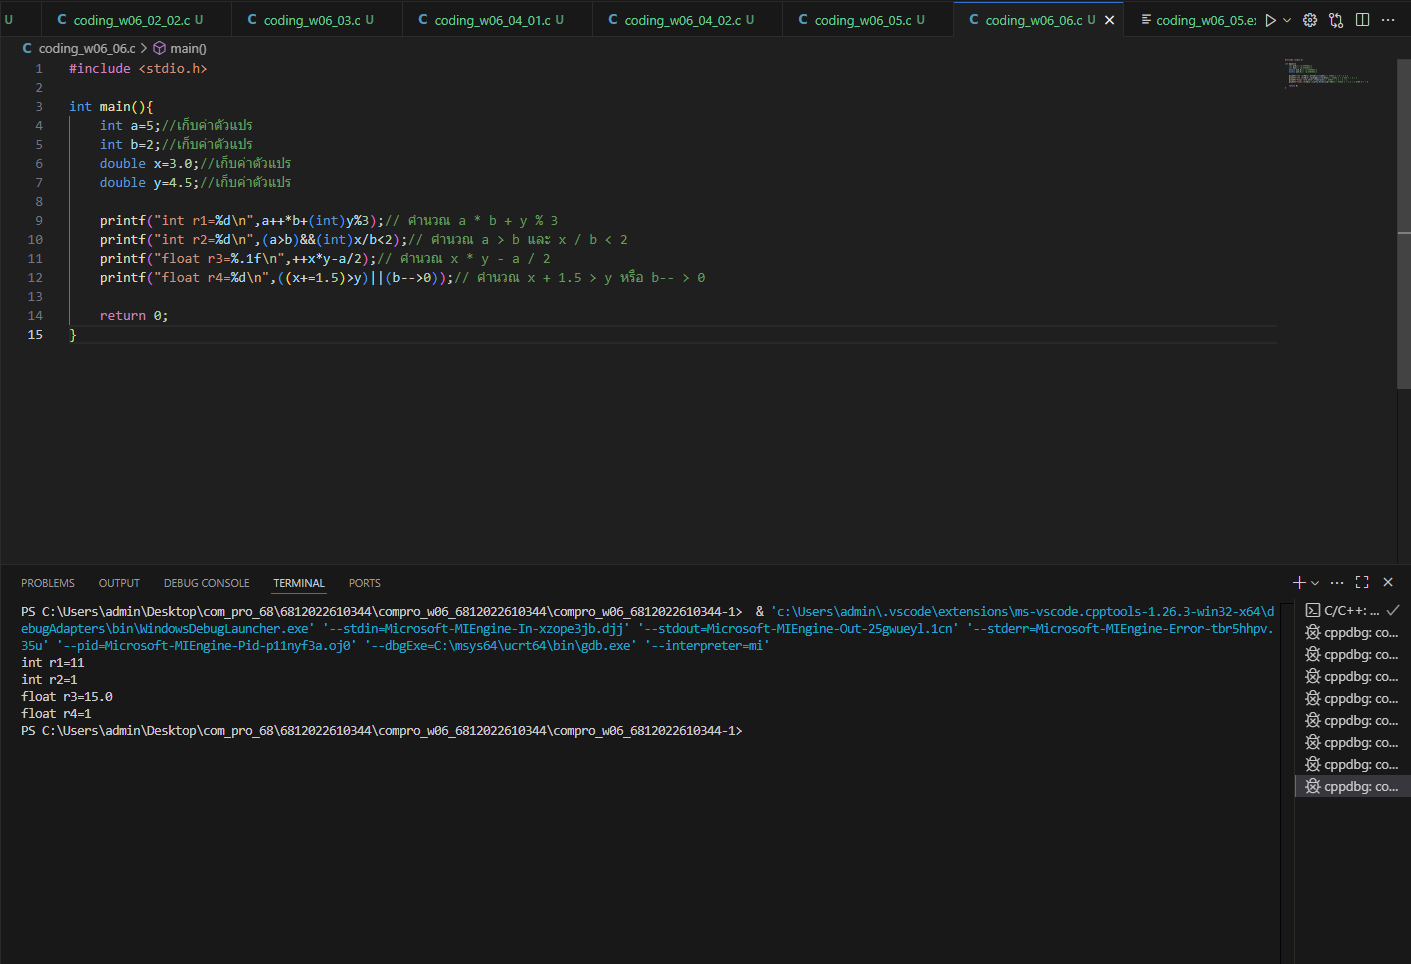 U
C coding_w06_02_02.c U
C coding_w06_03.c U
C coding_w06_04_01.c U
C coding_w06_04_02.c U
C coding_w06_05.c U
C coding_w06_06.c U
coding_w06_05.e
C coding_w06_06.c > main()
1 #include <stdio.h>
2
3 int main(){
4     int a=5;//เก็บค่าตัวแปร
5     int b=2;//เก็บค่าตัวแปร
6     double x=3.0;//เก็บค่าตัวแปร
7     double y=4.5;//เก็บค่าตัวแปร
8
9     printf("int r1=%d\n",a++*b+(int)y%3);// คำนวณ a * b + y % 3
10     printf("int r2=%d\n",(a>b)&&(int)x/b<2);// คำนวณ a > b และ x / b < 2
11     printf("float r3=%.1f\n",++x*y-a/2);// คำนวณ x * y - a / 2
12     printf("float r4=%d\n",((x+=1.5)>y)||(b-->0));// คำนวณ x + 1.5 > y หรือ b-- > 0
13
14     return 0;
15 }
PROBLEMS OUTPUT DEBUG CONSOLE TERMINAL PORTS
PS C:\Users\admin\Desktop\com_pro_68\6812022610344\compro_w06_6812022610344\compro_w06_6812022610344-1>  & 'c:\Users\admin\.vscode\extensions\ms-vscode.cpptools-1.26.3-win32-x64\d
ebugAdapters\bin\WindowsDebugLauncher.exe' '--stdin=Microsoft-MIEngine-In-xzope3jb.djj' '--stdout=Microsoft-MIEngine-Out-25gwueyl.1cn' '--stderr=Microsoft-MIEngine-Error-tbr5hhpv.
35u' '--pid=Microsoft-MIEngine-Pid-p11nyf3a.oj0' '--dbgExe=C:\msys64\ucrt64\bin\gdb.exe' '--interpreter=mi'
int r1=11
int r2=1
float r3=15.0
float r4=1
PS C:\Users\admin\Desktop\com_pro_68\6812022610344\compro_w06_6812022610344\compro_w06_6812022610344-1>
C/C++: ...
cppdbg: co...
cppdbg: co...
cppdbg: co...
cppdbg: co...
cppdbg: co...
cppdbg: co...
cppdbg: co...
cppdbg: co...